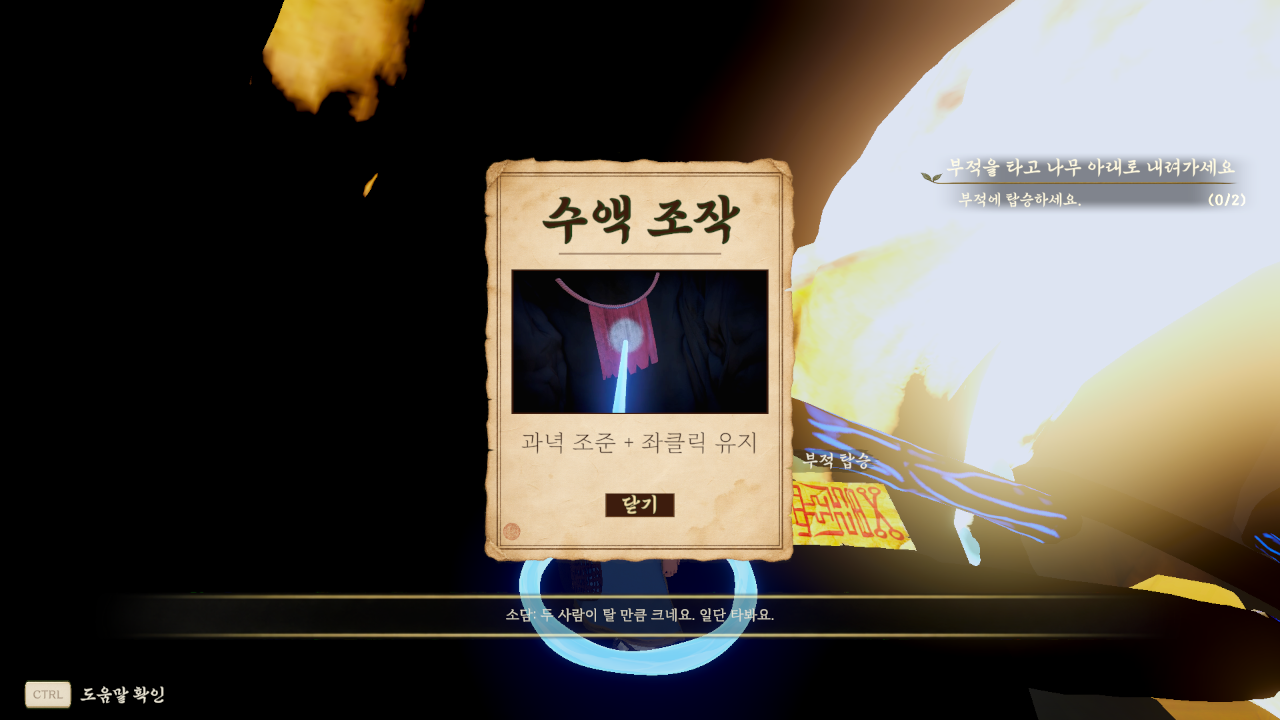 부적을 타고 나무 아래로 내려가세요
부적에 탑승하세요. (0/2)
수액 조작
과녁 조준 + 좌클릭 유지
닫기
부적 탑승
소담: 두 사람이 탈 만큼 크네요. 일단 타봐요.
CTRL 도움말 확인